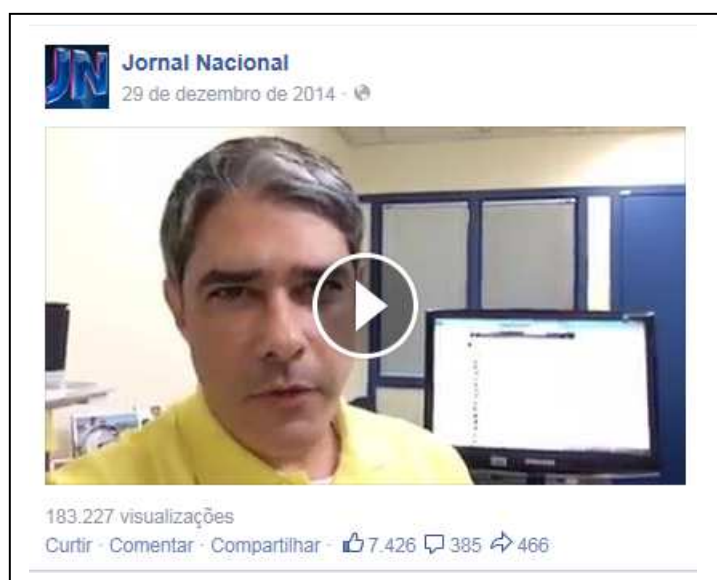 JN
Jornal Nacional
29 de dezembro de 2014 ·
183.227 visualizações
Curtir · Comentar · Compartilhar · 7.426 385 466